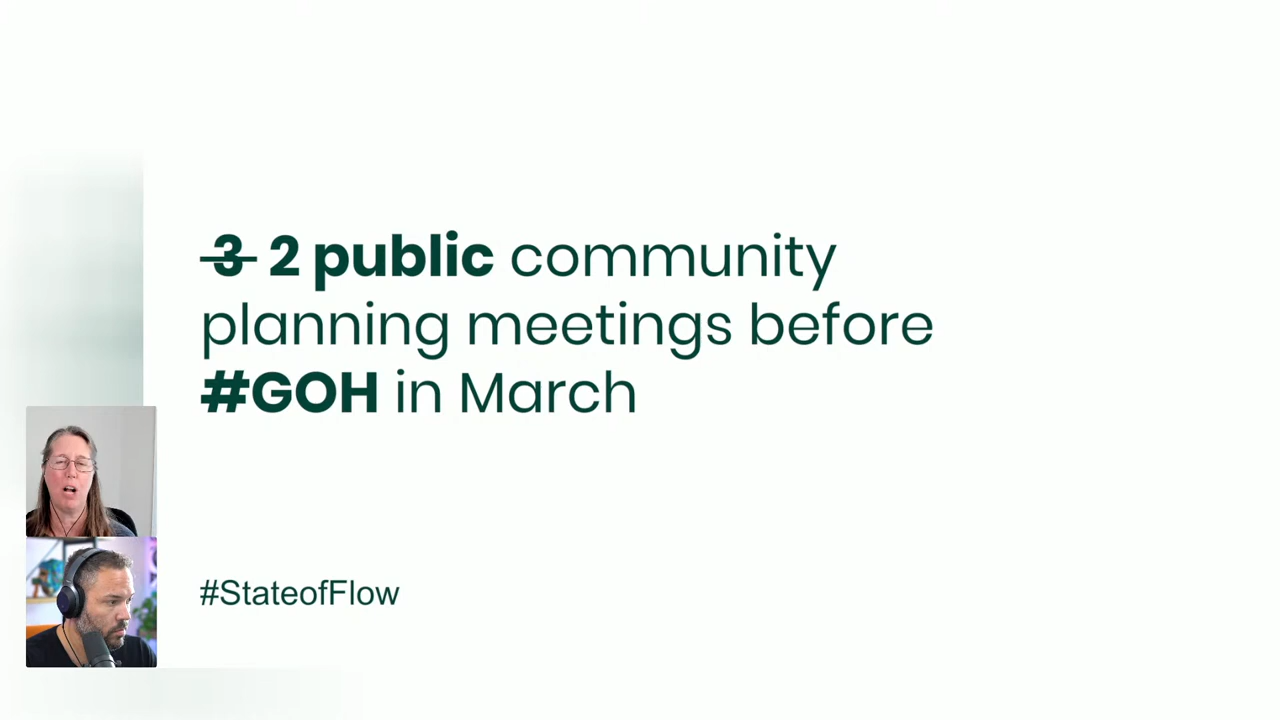 3 2 public community
planning meetings before
#GOH in March
#StateofFlow